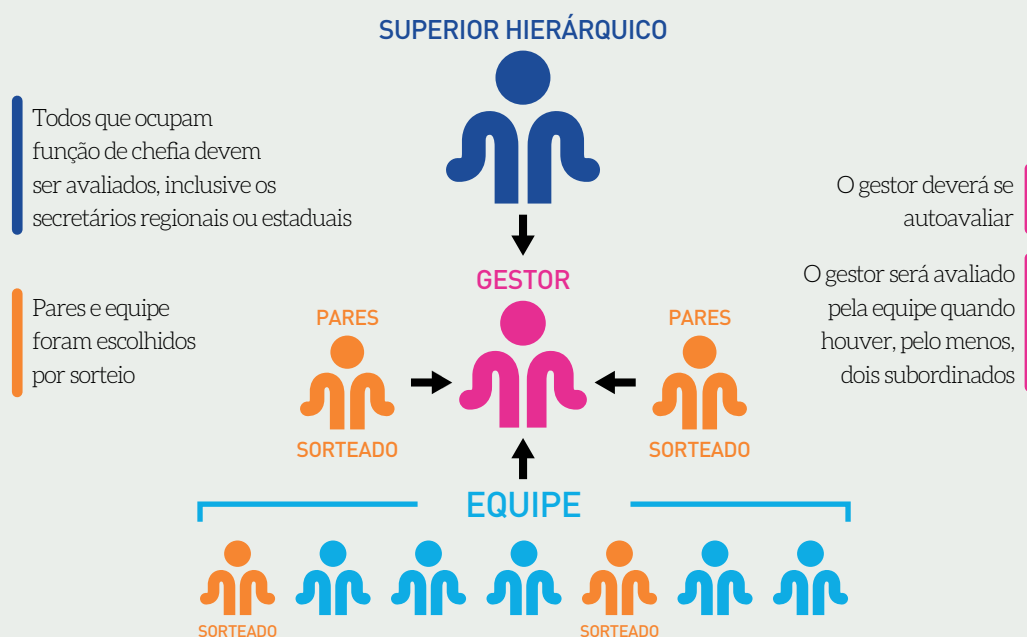 SUPERIOR HIERÁRQUICO
Todos que ocupam
função de chefia devem
ser avaliados, inclusive os
secretários regionais ou estaduais
O gestor deverá se
autoavaliar
Pares e equipe
foram escolhidos
por sorteio
GESTOR
PARES
SORTEADO
PARES
SORTEADO
O gestor será avaliado
pela equipe quando
houver, pelo menos,
dois subordinados
EQUIPE
SORTEADO
SORTEADO